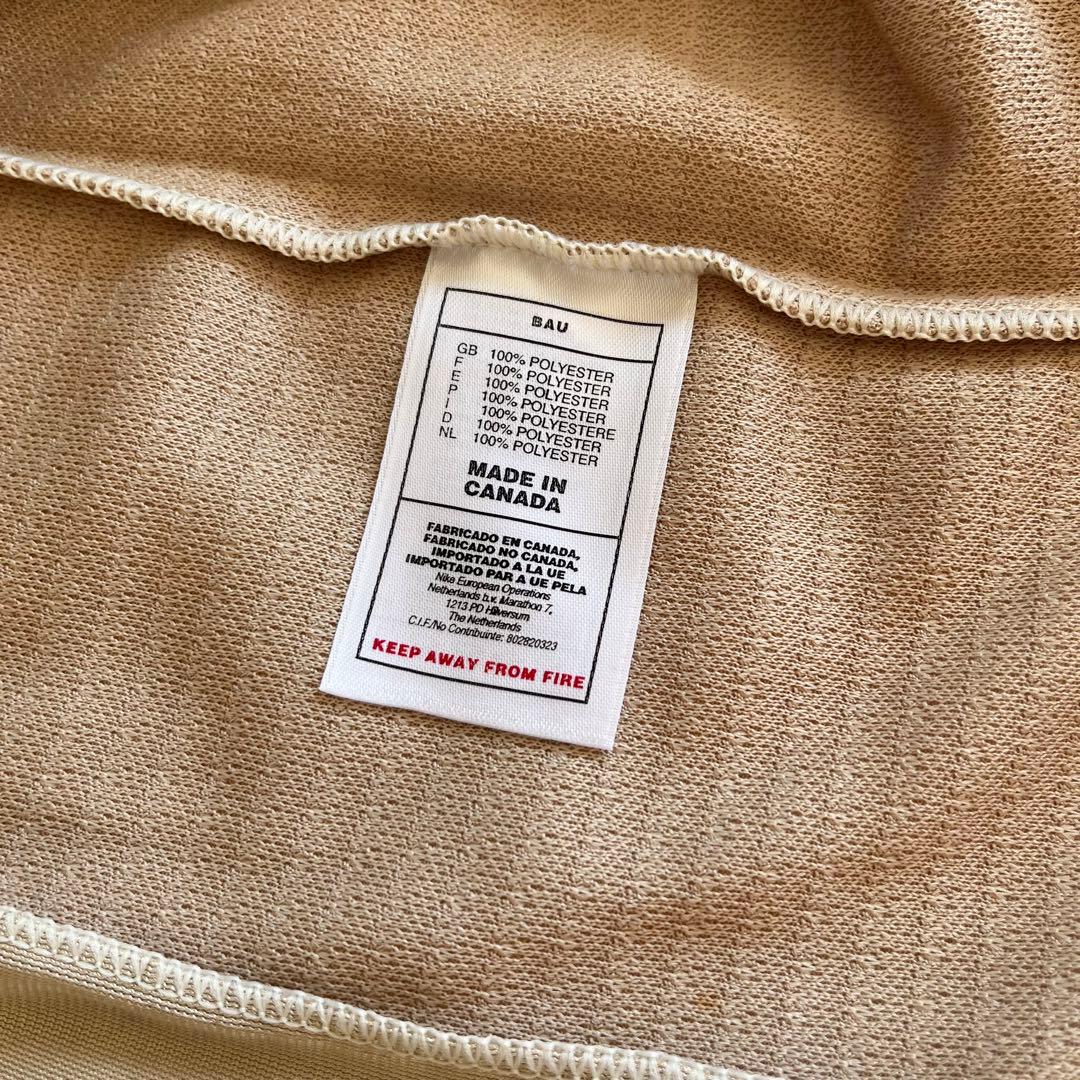 BAU
GB 100% POLYESTER
F 100% POLYESTER
E 100% POLYESTER
P 100% POLYESTER
I 100% POLYESTERE
D 100% POLYESTER
NL 100% POLYESTER
MADE IN
CANADA
FABRICADO EN CANADA,
FABRICADO NO CANADA,
IMPORTADO A LA UE
IMPORTADO PAR A UE PELA
Nike European Operations
Netherlands b.v. Marathon 7,
1213 PD Hilversum
The Netherlands
C.I.F./No Contribuinte: 802820323
KEEP AWAY FROM FIRE